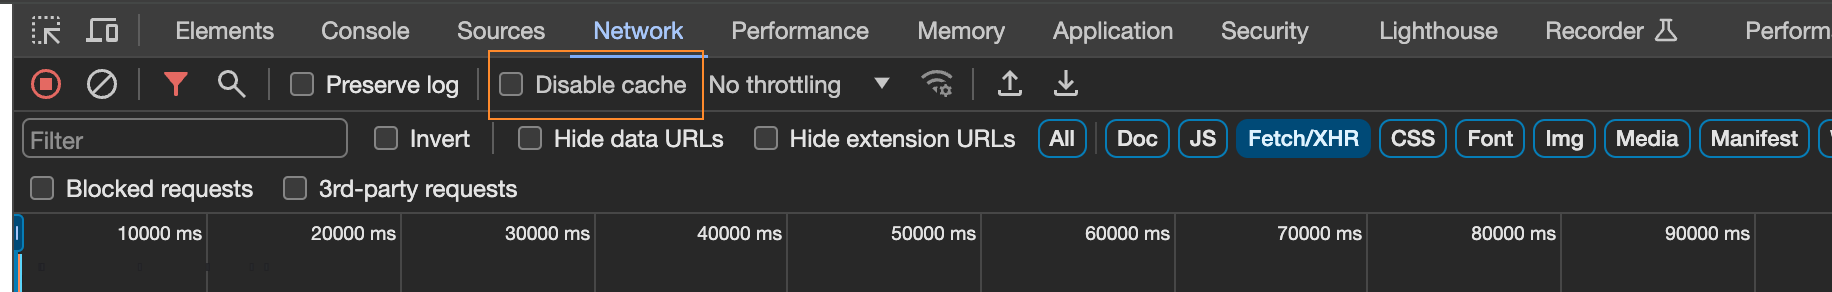 Elements Console Sources Network Performance Memory Application Security Lighthouse Recorder Perform
Preserve log Disable cache No throttling
Filter Invert Hide data URLs Hide extension URLs All Doc JS Fetch/XHR CSS Font Img Media Manifest
Blocked requests 3rd-party requests
10000 ms 20000 ms 30000 ms 40000 ms 50000 ms 60000 ms 70000 ms 80000 ms 90000 ms